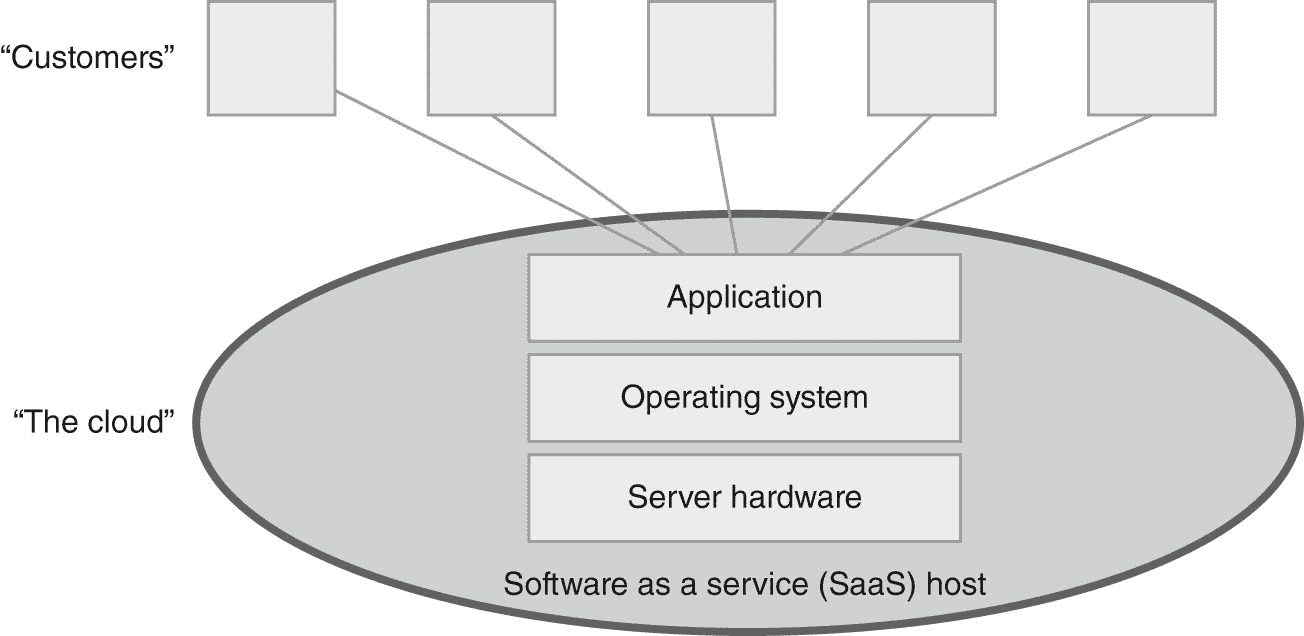 “Customers”
Application
Operating system
“The cloud”
Server hardware
Software as a service (SaaS) host